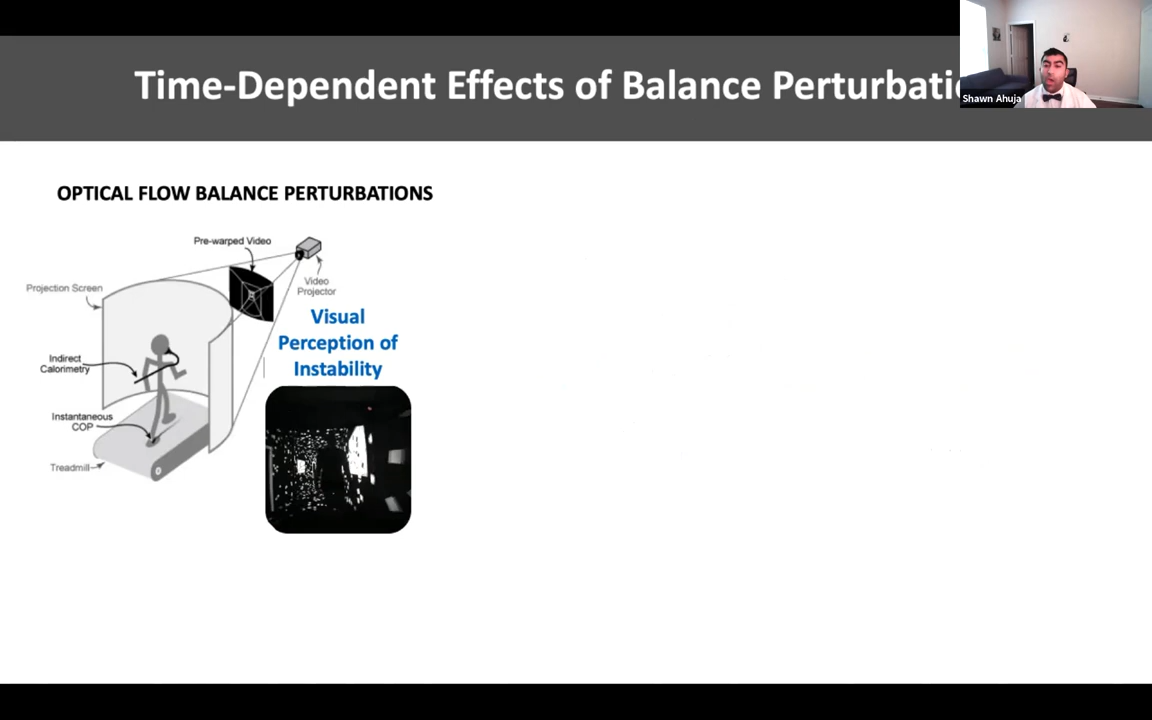 Time-Dependent Effects of Balance Perturbatio
Shawn Ahuja
OPTICAL FLOW BALANCE PERTURBATIONS
Pre-warped Video
Projection Screen
Video
Projector
Visual
Perception of
Instability
Indirect
Calorimetry
Instantaneous
COP
Treadmill